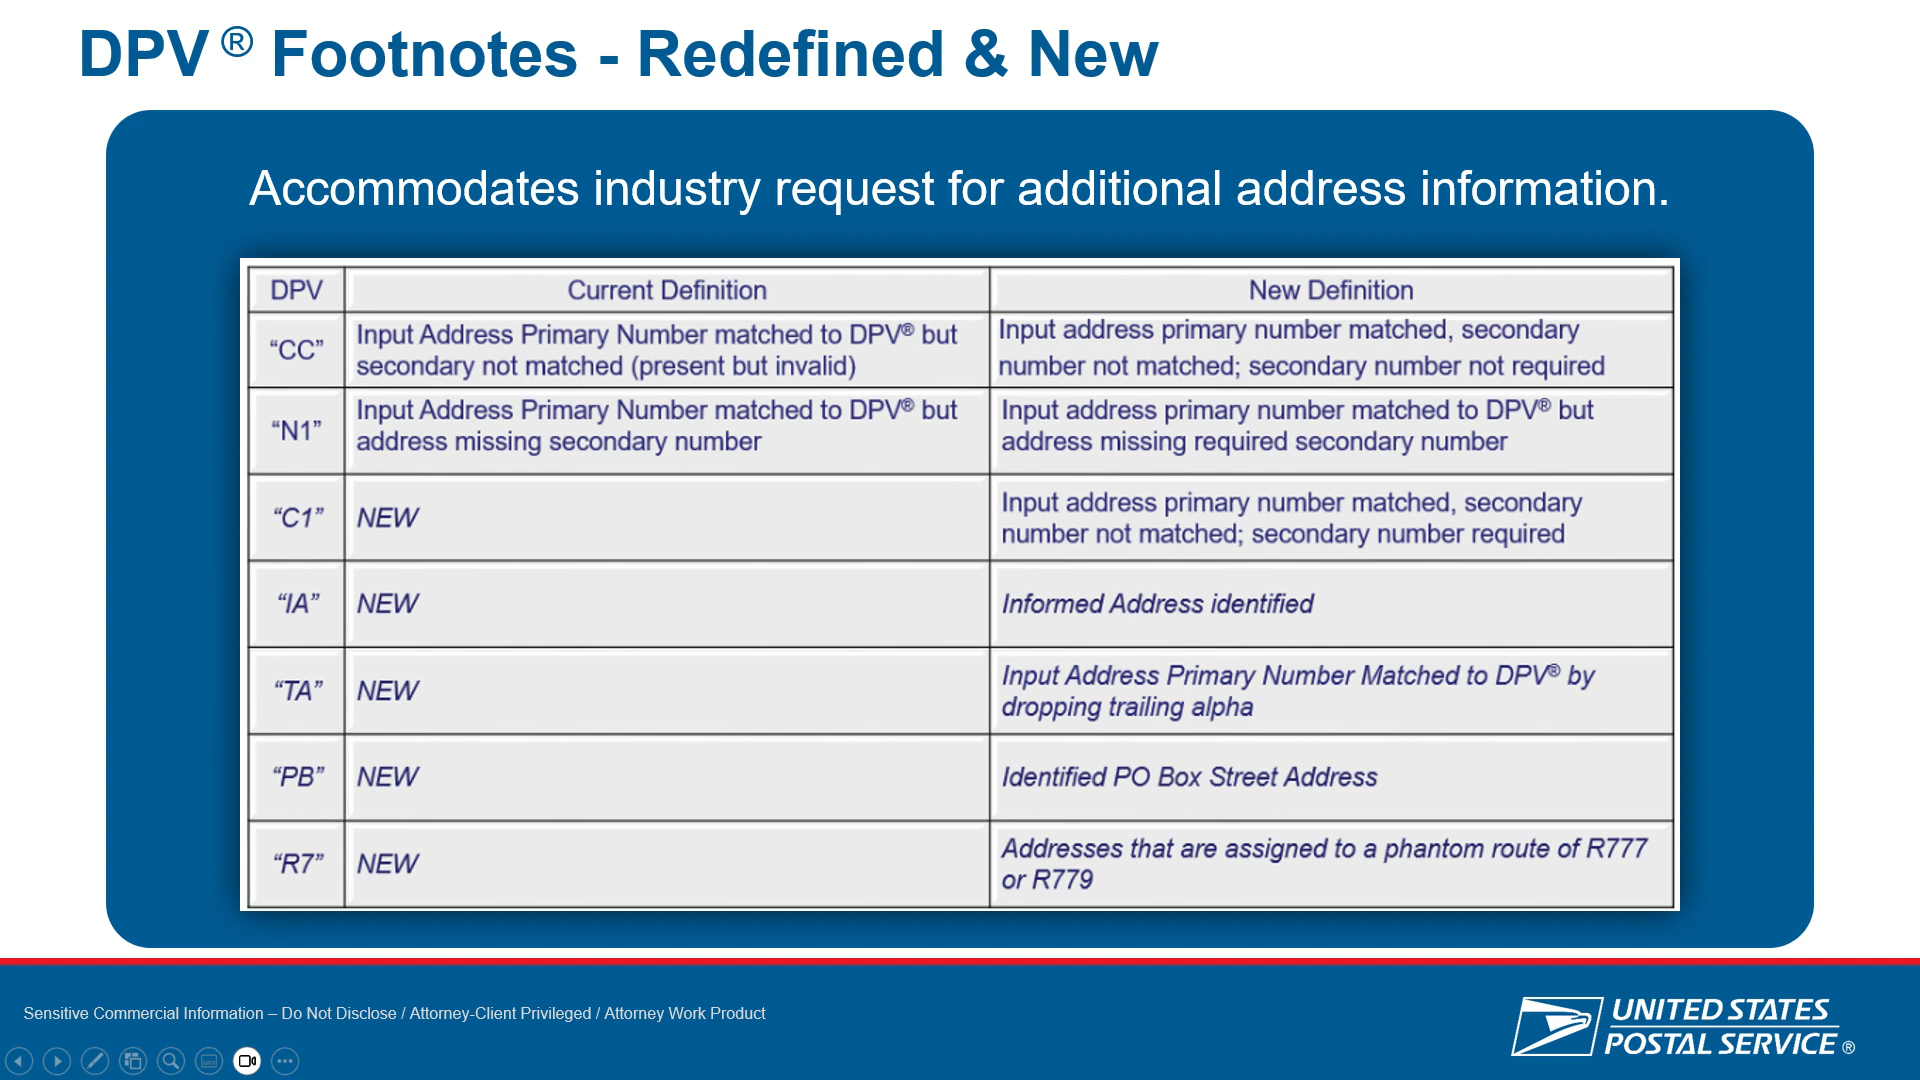 DPV® Footnotes - Redefined & New
Accommodates industry request for additional address information.
DPV
Current Definition
New Definition
“CC”
Input Address Primary Number matched to DPV® but
secondary not matched (present but invalid)
Input address primary number matched, secondary
number not matched; secondary number not required
“N1”
Input Address Primary Number matched to DPV® but
address missing secondary number
Input address primary number matched to DPV® but
address missing required secondary number
“C1”
NEW
Input address primary number matched, secondary
number not matched; secondary number required
“IA”
NEW
Informed Address identified
“TA”
NEW
Input Address Primary Number Matched to DPV® by
dropping trailing alpha
“PB”
NEW
Identified PO Box Street Address
“R7”
NEW
Addresses that are assigned to a phantom route of R777
or R779
Sensitive Commercial Information – Do Not Disclose / Attorney-Client Privileged / Attorney Work Product
UNITED STATES
POSTAL SERVICE ®